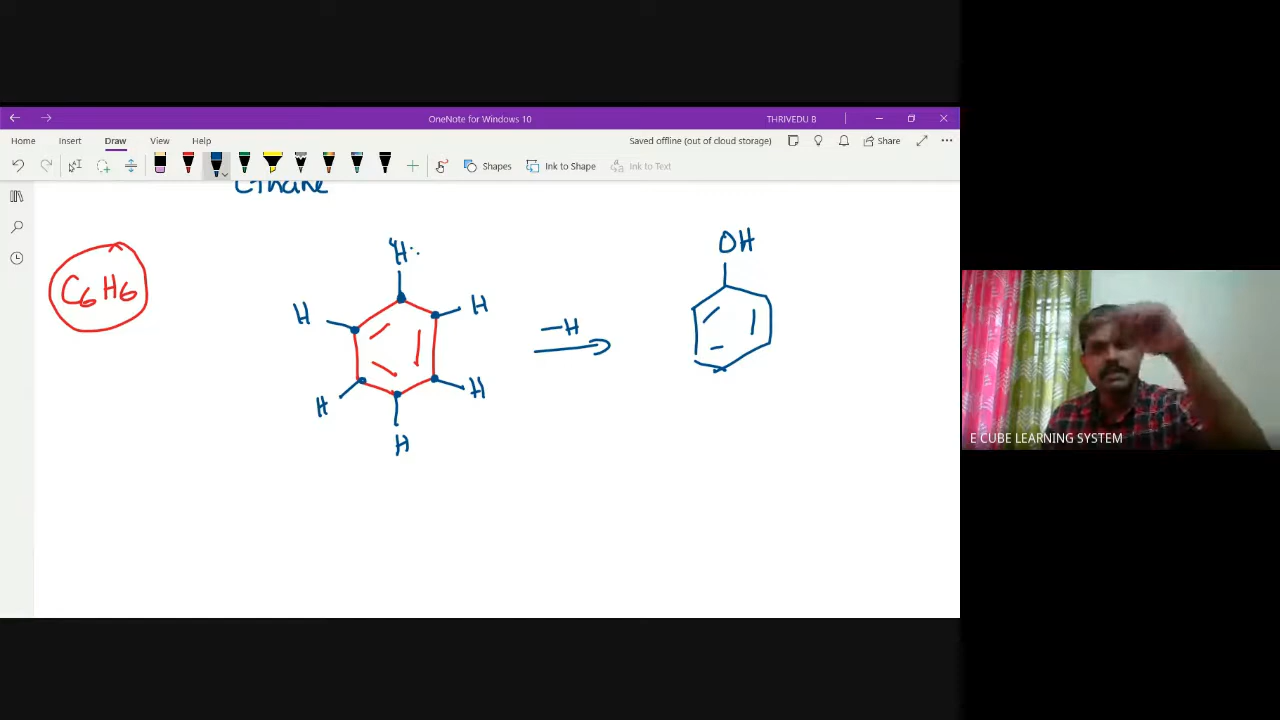 OneNote for Windows 10
THRIVEDU B
Home Insert Draw View Help
Saved offline (out of cloud storage)
Share
Shapes
Ink to Shape
Ink to Text
Ethane
C6H6
H
H
H
H
H
H
—H
OH
E CUBE LEARNING SYSTEM